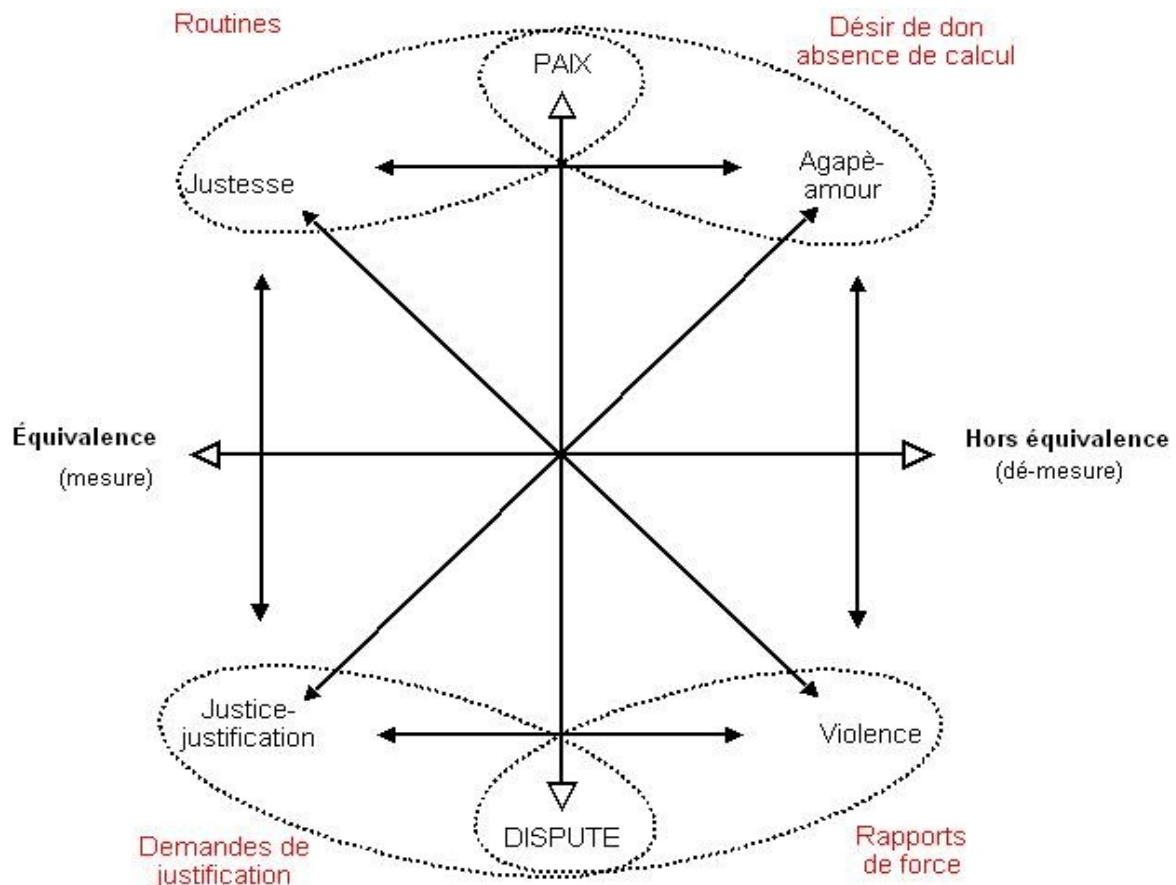 Routines
Désir de don
absence de calcul
PAIX
Justesse
Agapè-
amour
Équivalence
(mesure)
Hors équivalence
(dé-mesure)
Justice-
justification
Violence
DISPUTE
Demandes de
justification
Rapports
de force